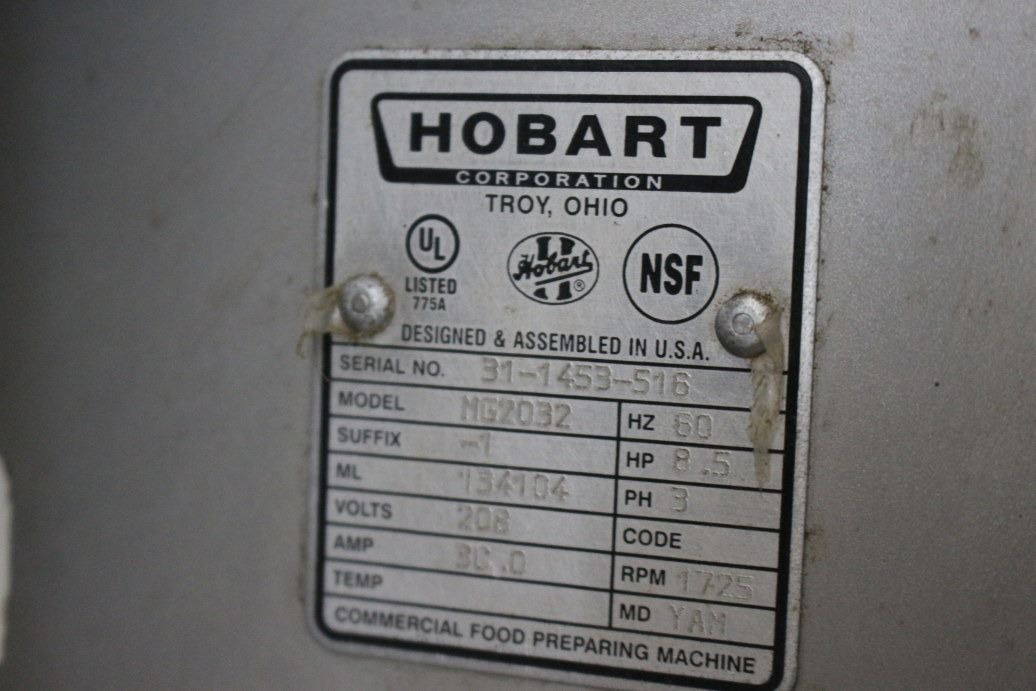 HOBART
CORPORATION
TROY, OHIO
UL
LISTED
775A
Hobart ®
NSF
DESIGNED & ASSEMBLED IN U.S.A.
SERIAL NO. 31-1453-516
MODEL MG2032 HZ 60
SUFFIX -1 HP 8.5
ML 134104 PH 3
VOLTS 208 CODE
AMP 30.0 RPM 1725
TEMP MD YAM
COMMERCIAL FOOD PREPARING MACHINE